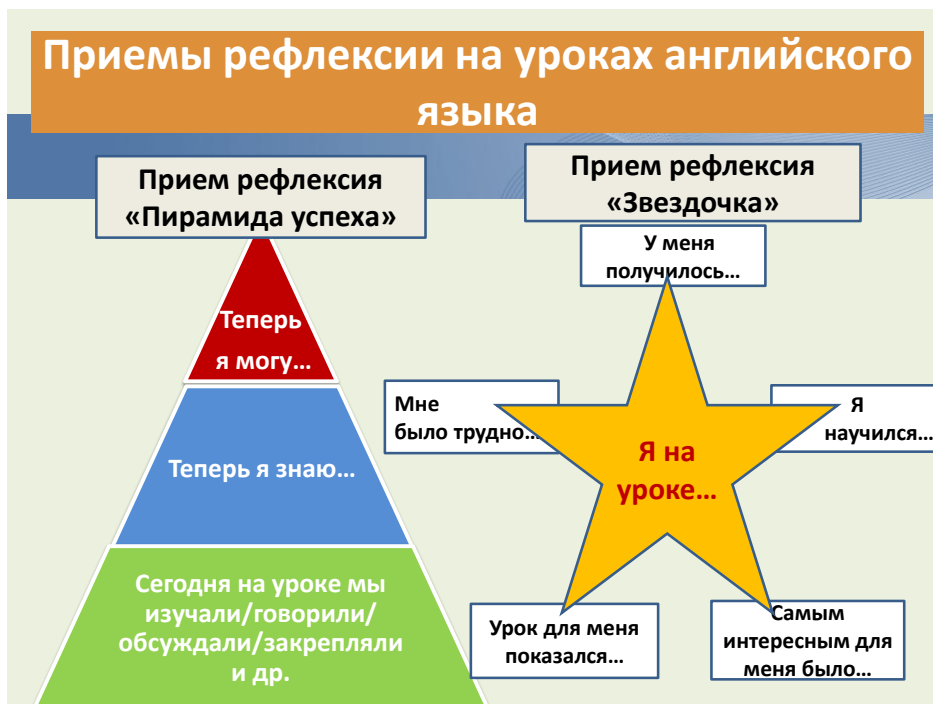 Приемы рефлексии на уроках английского
языка
Прием рефлексия
«Пирамида успеха»
Теперь
я могу…
Теперь я знаю…
Сегодня на уроке мы
изучали/говорили/
обсуждали/закрепляли
и др.
Прием рефлексия
«Звездочка»
У меня
получилось…
Мне
было трудно…
Я
научился…
Я на
уроке…
Урок для меня
показался…
Самым
интересным для
меня было…